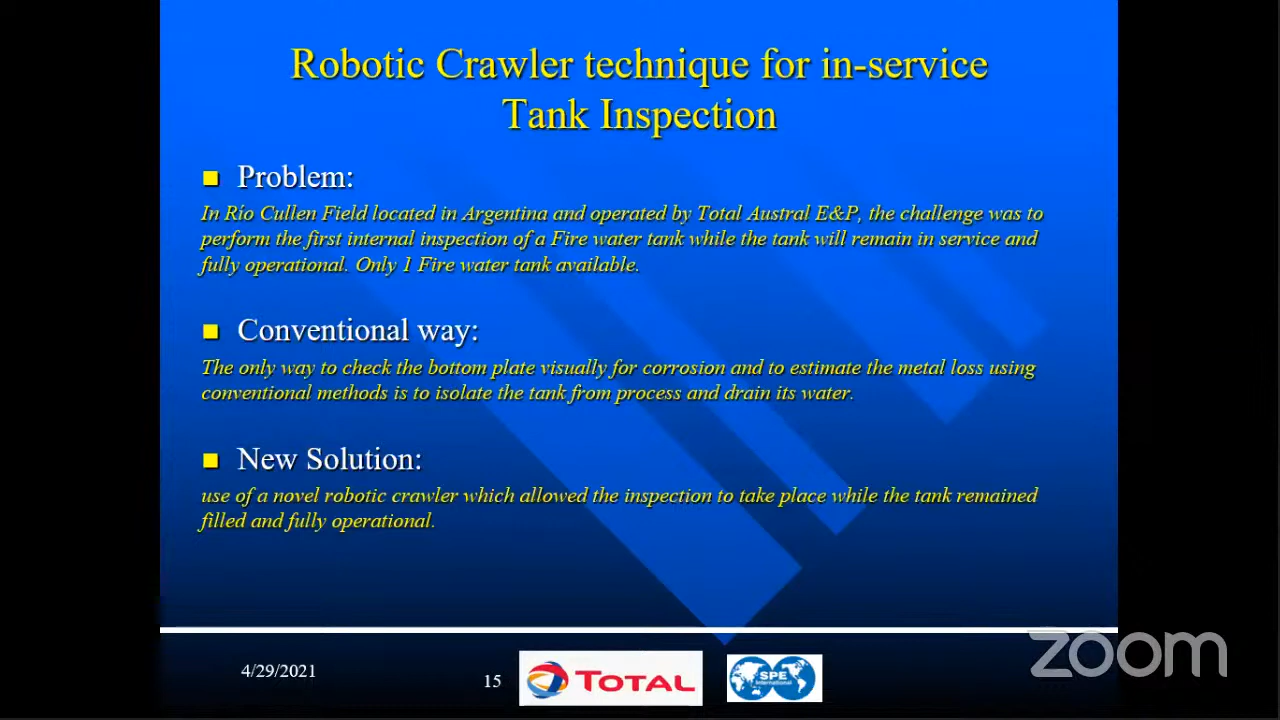 Robotic Crawler technique for in-service
Tank Inspection
Problem:
In Río Cullen Field located in Argentina and operated by Total Austral E&P, the challenge was to
perform the first internal inspection of a Fire water tank while the tank will remain in service and
fully operational. Only 1 Fire water tank available.
Conventional way:
The only way to check the bottom plate visually for corrosion and to estimate the metal loss using
conventional methods is to isolate the tank from process and drain its water.
New Solution:
use of a novel robotic crawler which allowed the inspection to take place while the tank remained
filled and fully operational.
4/29/2021
15
TOTAL
SPE
International
zoom